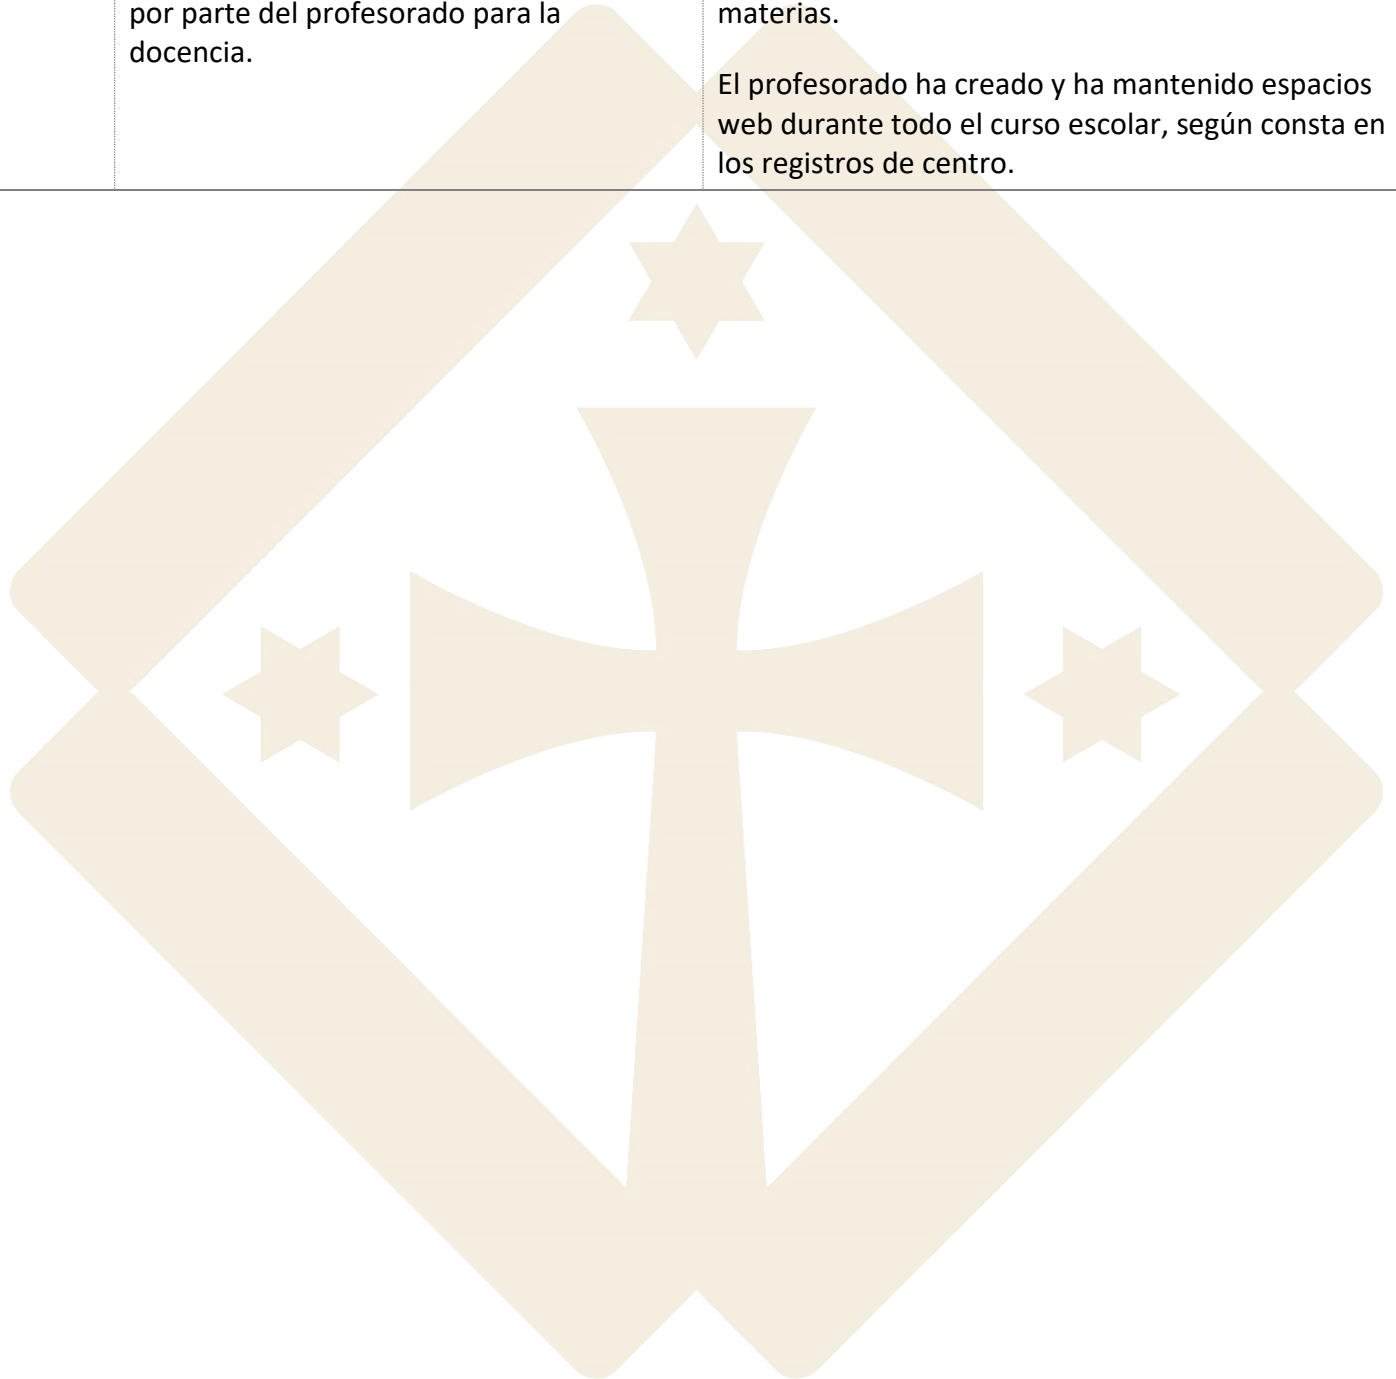 por parte del profesorado para la
docencia.
materias.
El profesorado ha creado y ha mantenido espacios
web durante todo el curso escolar, según consta en
los registros de centro.